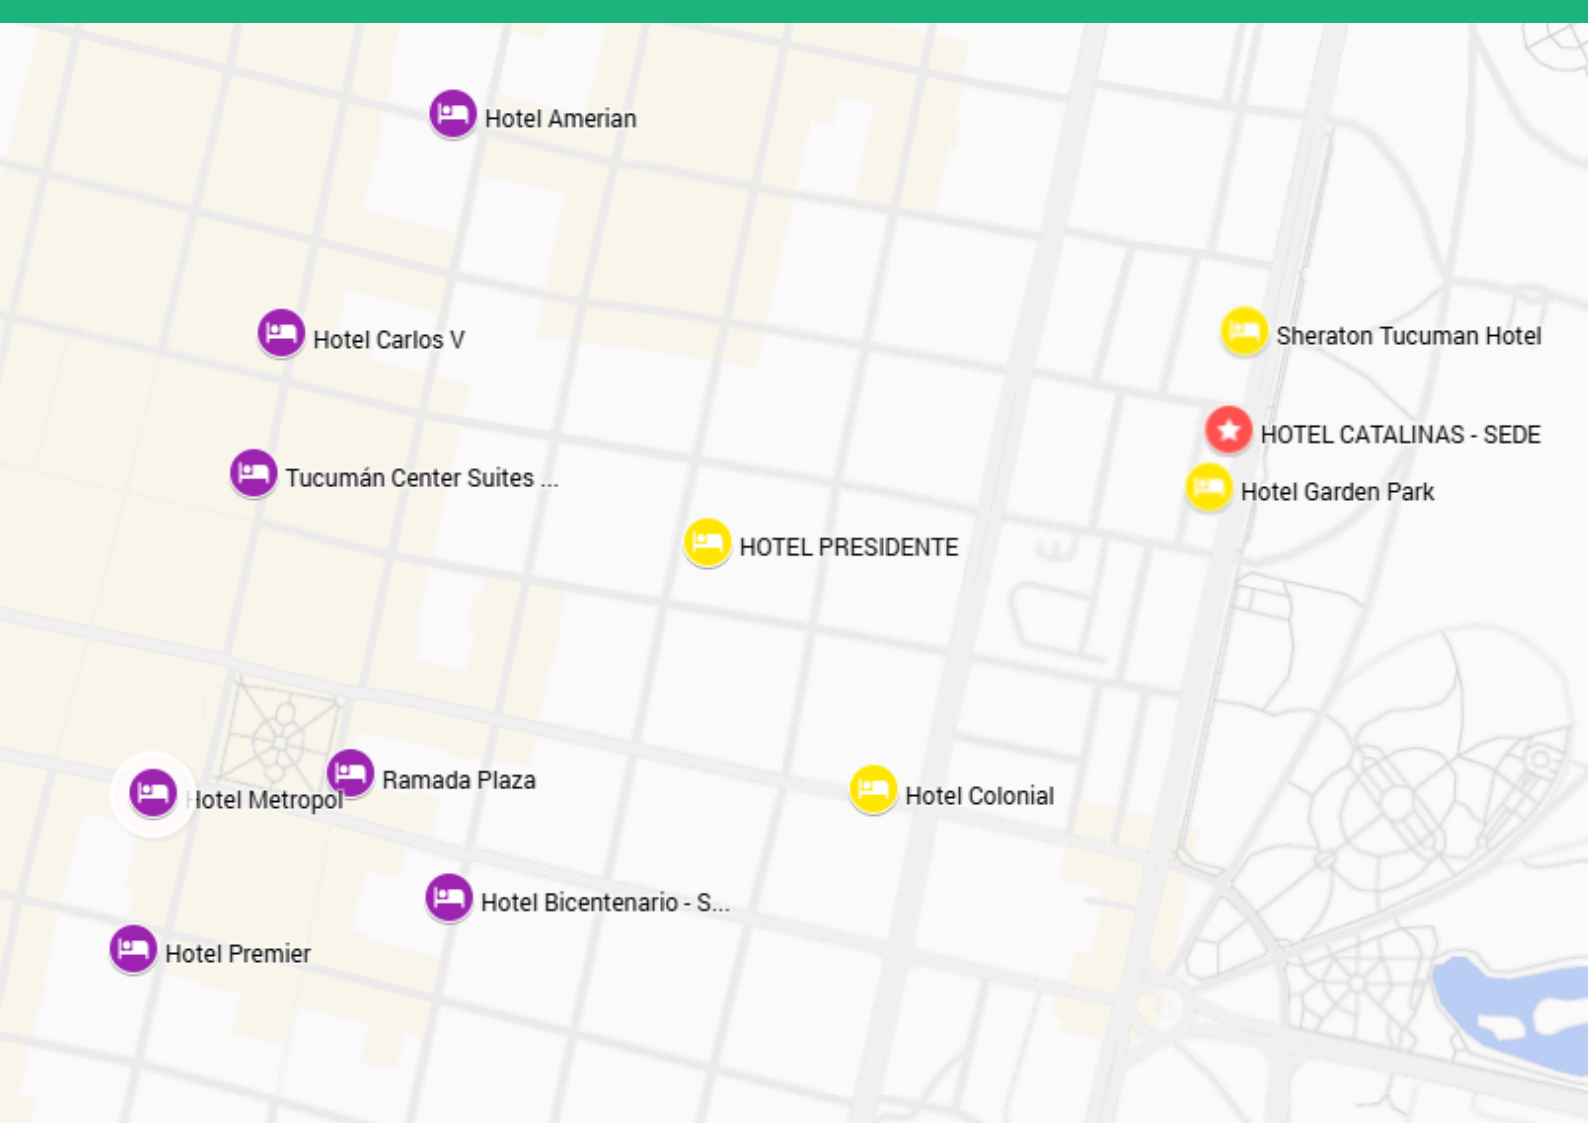 Hotel Amerian
Hotel Carlos V
Sheraton Tucuman Hotel
HOTEL CATALINAS - SEDE
Tucumán Center Suites ...
Hotel Garden Park
HOTEL PRESIDENTE
Ramada Plaza
Hotel Metropol
Hotel Colonial
Hotel Bicentenario - S...
Hotel Premier